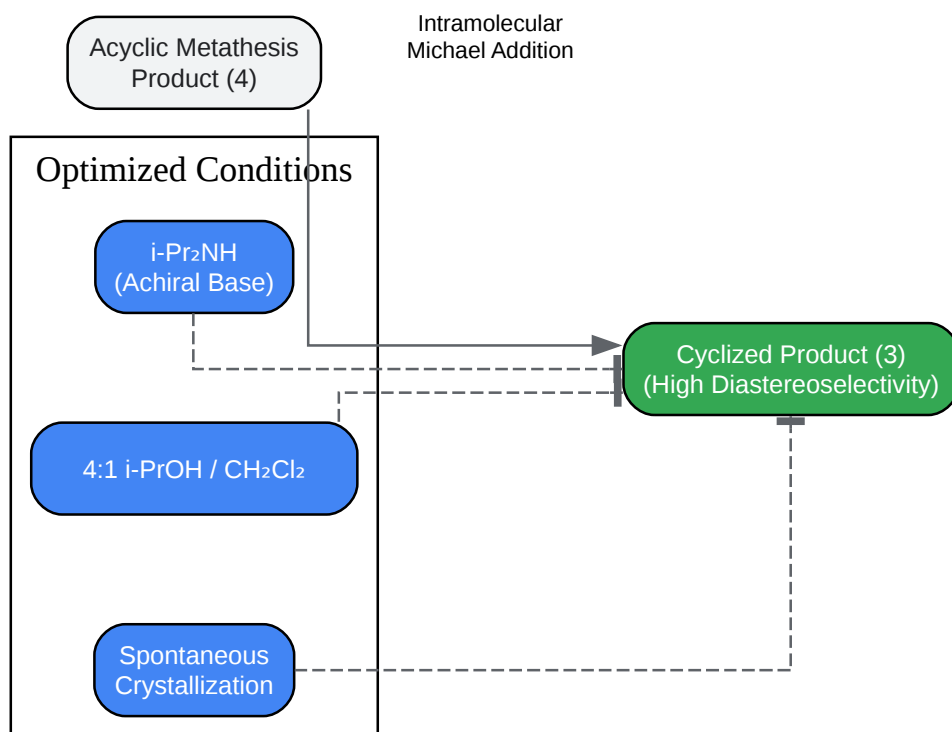 Acyclic Metathesis
Product (4)
Intramolecular
Michael Addition
Optimized Conditions
i-Pr₂NH
(Achiral Base)
Cyclized Product (3)
(High Diastereoselectivity)
4:1 i-PrOH / CH₂Cl₂
Spontaneous
Crystallization